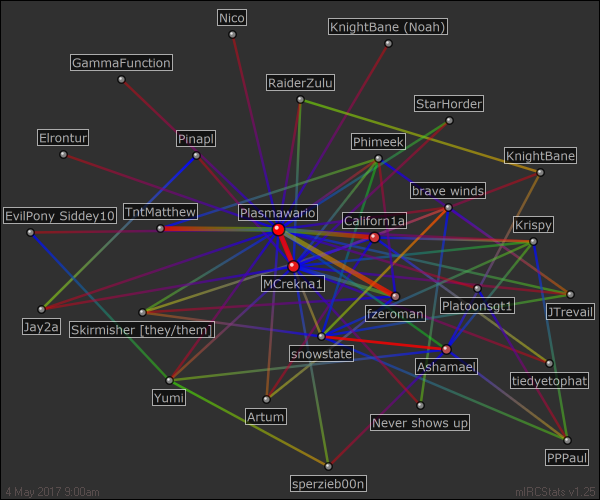 Nico
KnightBane (Noah)
GammaFunction
RaiderZulu
StarHorder
Elrontur
Pinapl
Phimeek
KnightBane
brave winds
EvilPony Siddey10
TntMatthew
Plasmawario
Californ1a
Krispy
MCrekna1
fzeroman
Platoonsgt1
JTrevail
Jay2a
Skirmisher [they/them]
snowstate
Ashamael
tiedyetophat
Yumi
Artum
Never shows up
PPPaul
sperzieb00n
4 May 2017 9:00am
mIRCStats v1.25